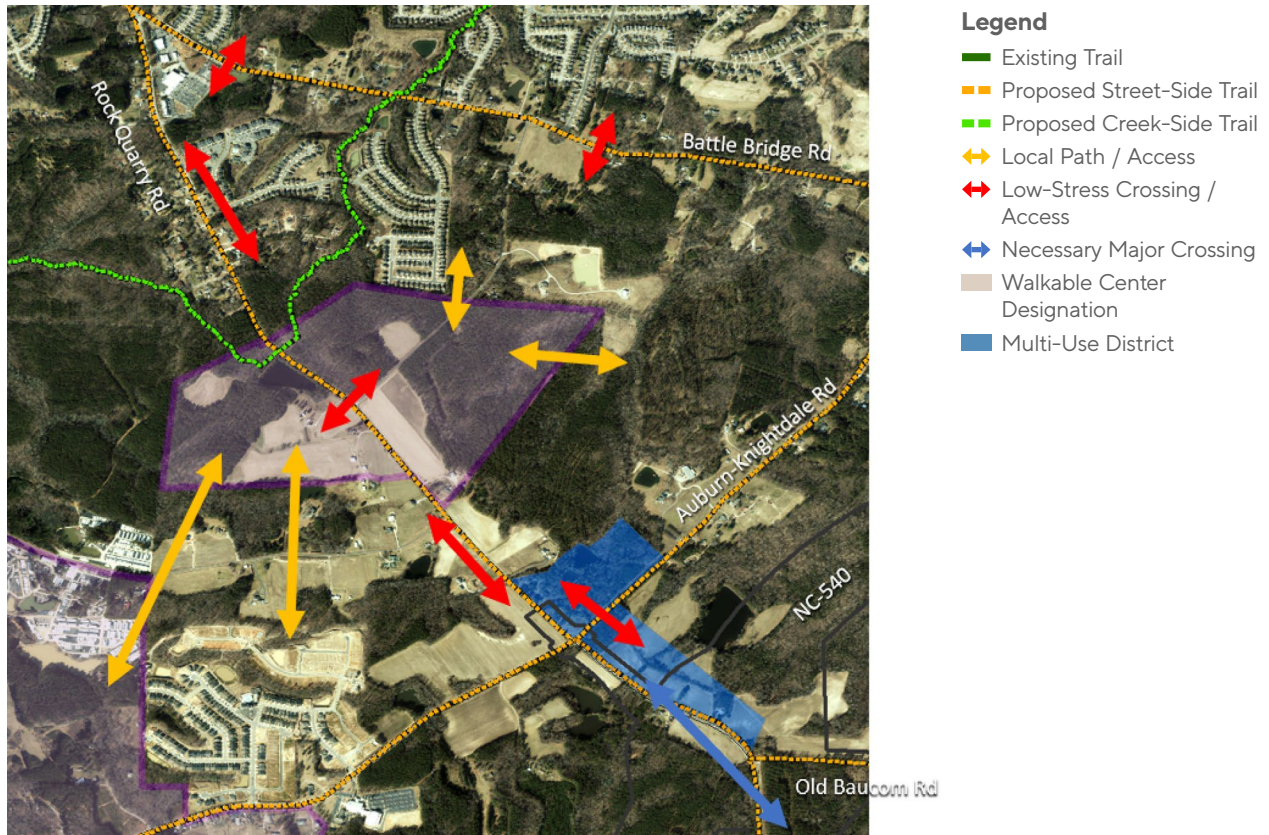 Rock Quarry Rd
Battle Bridge Rd
Auburn-Knightdale Rd
NC-540
Old Baucom Rd
Legend
Existing Trail
Proposed Street-Side Trail
Proposed Creek-Side Trail
Local Path / Access
Low-Stress Crossing /
Access
Necessary Major Crossing
Walkable Center
Designation
Multi-Use District